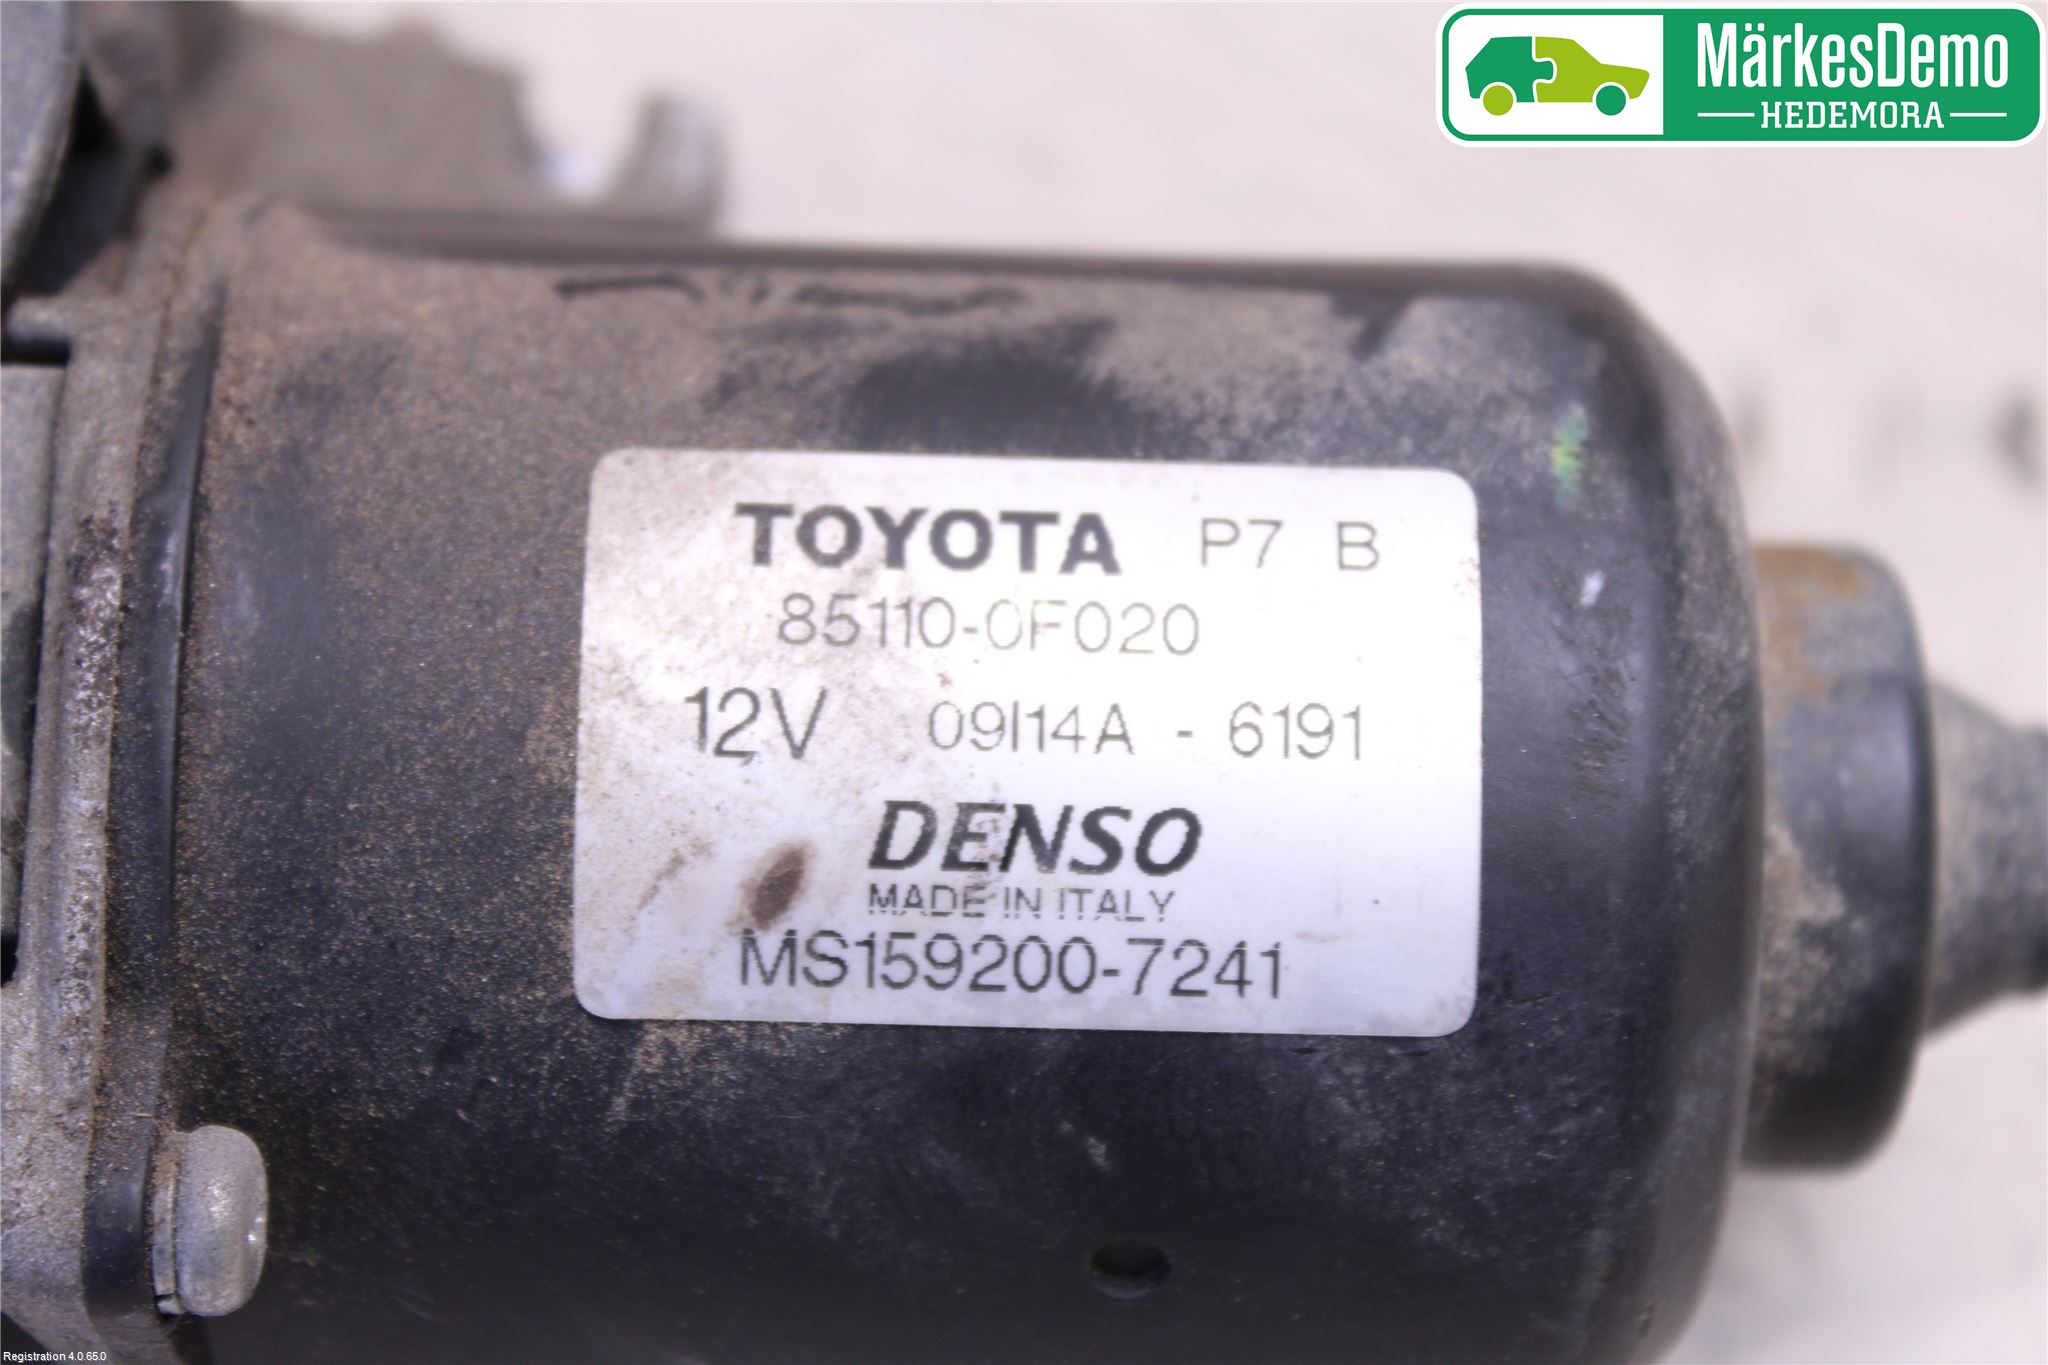 MärkesDemo
HEDEMORA
TOYOTA P7 B
85110-0F020
12V 09I14A - 6191
DENSO
MADE IN ITALY
MS159200-7241
Registration 4.0.65.0